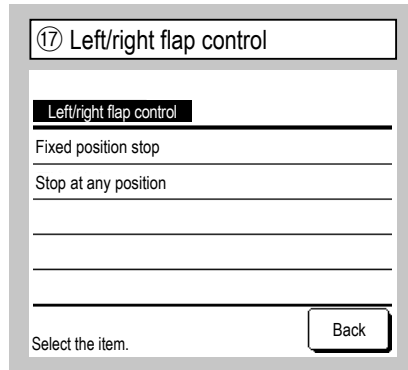 ⑰ Left/right flap control
Left/right flap control
Fixed position stop
Stop at any position
Select the item.
Back